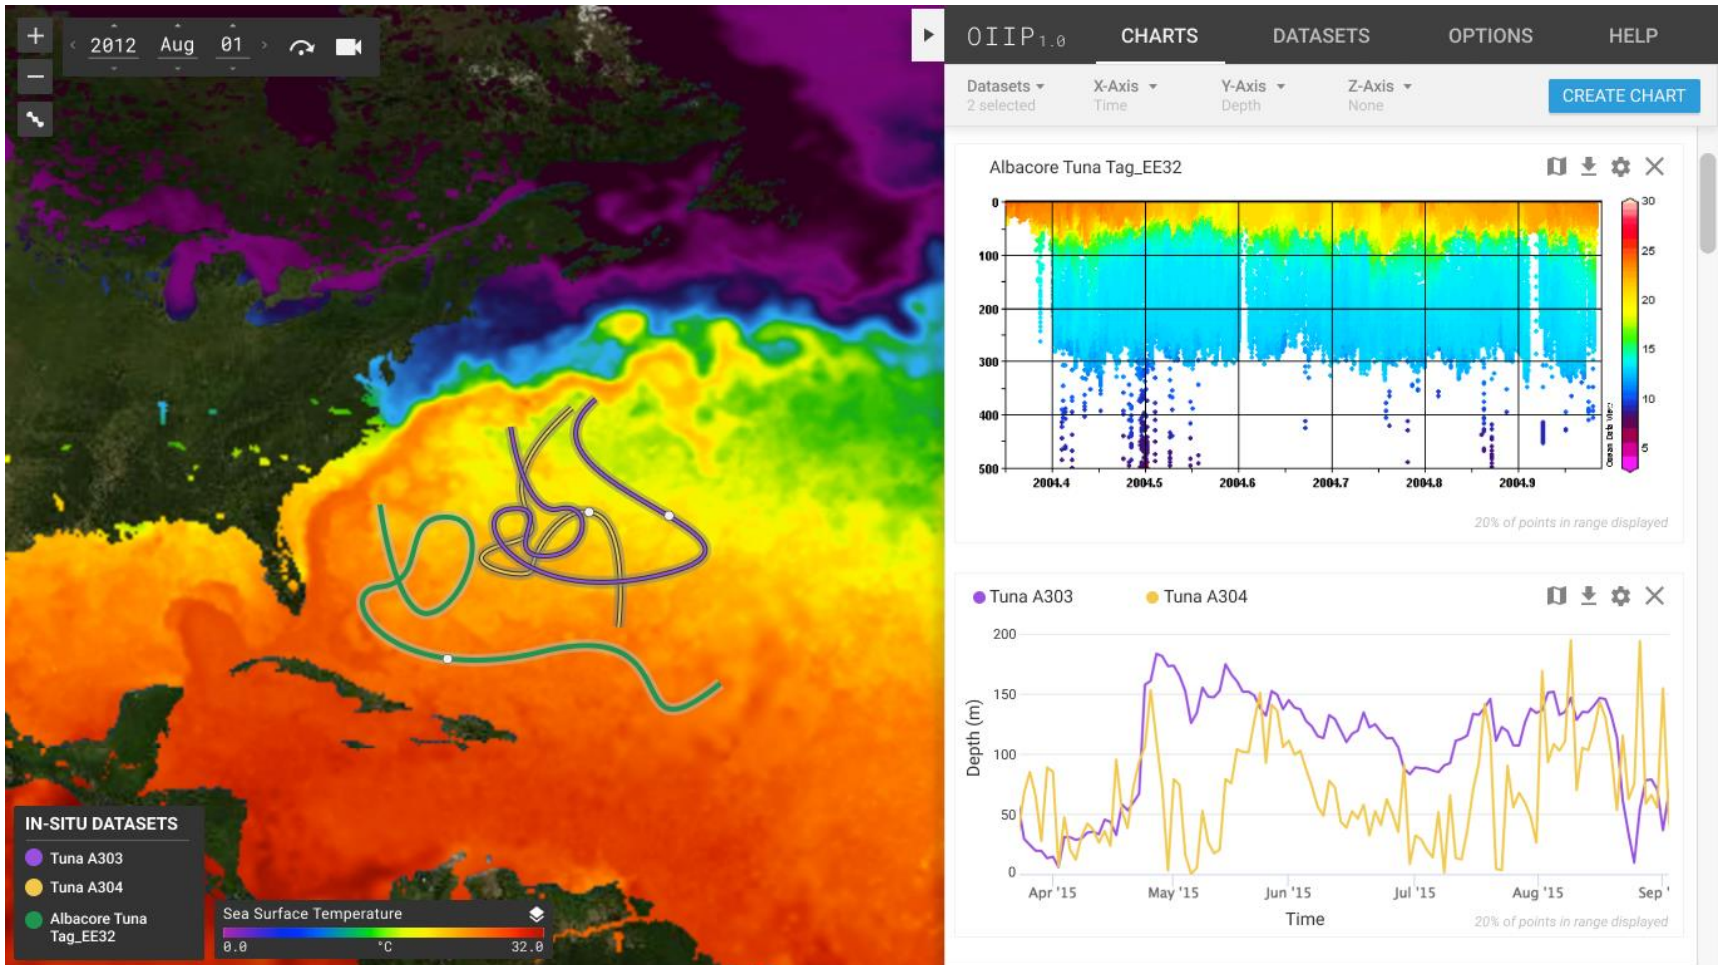 +
2012 Aug 01
−
IN-SITU DATASETS
Tuna A303
Tuna A304
Albacore Tuna
Tag_EE32
Sea Surface Temperature
0.0 °C 32.0
OIIP 1.0 CHARTS DATASETS OPTIONS HELP
Datasets X-Axis Y-Axis Z-Axis
2 selected Time Depth None
CREATE CHART
Albacore Tuna Tag_EE32
0
100
200
300
400
500
2004.4 2004.5 2004.6 2004.7 2004.8 2004.9
30
25
20
15
10
5
Ocean Data View
20% of points in range displayed
Tuna A303 Tuna A304
200
150
100
50
0
Depth (m)
Apr '15 May '15 Jun '15 Jul '15 Aug '15 Sep '
Time
20% of points in range displayed